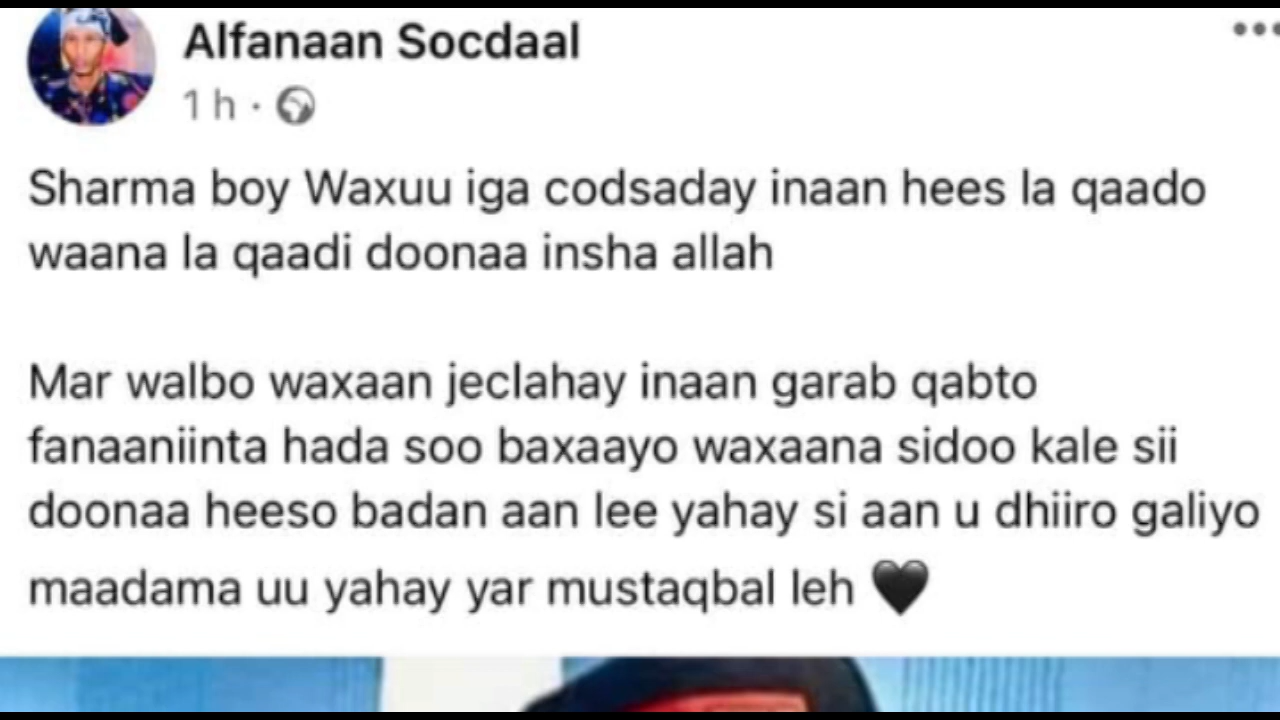 Alfanaan Socdaal
1 h ·
Sharma boy Waxuu iga codsaday inaan hees la qaado
waana la qaadi doonaa insha allah
Mar walbo waxaan jeclahay inaan garab qabto
fanaaniinta hada soo baxaayo waxaana sidoo kale sii
doonaa heeso badan aan lee yahay si aan u dhiiro galiyo
maadama uu yahay yar mustaqbal leh 🖤